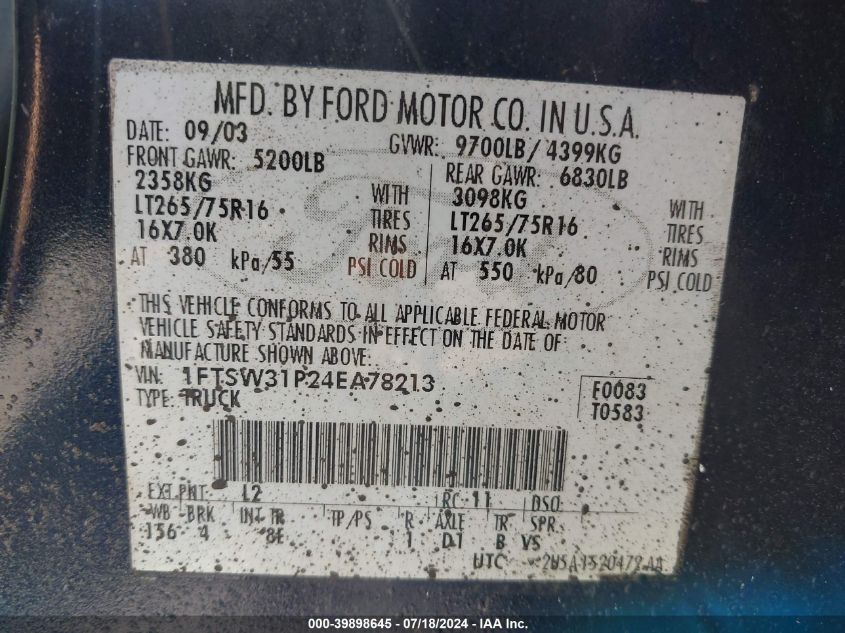 MFD. BY FORD MOTOR CO. IN U.S.A.
DATE: 09/03 GVWR: 9700LB/ 4399KG
FRONT GAWR: 5200LB REAR GAWR: 6830LB
2358KG WITH 3098KG WITH
LT265/75R16 TIRES LT265/75R16 TIRES
16X7.0K RIMS 16X7.0K RIMS
AT 380 kPa/55 PSI COLD AT 550 kPa/80 PSI COLD
THIS VEHICLE CONFORMS TO ALL APPLICABLE FEDERAL MOTOR
VEHICLE SAFETY STANDARDS IN EFFECT ON THE DATE OF
MANUFACTURE SHOWN ABOVE.
VIN: 1FTSW31P24EA78213 F0083
TYPE: TRUCK T0583
EXT PNT: L2 RC: 11 DSO:
WB BRK INT TR TP/PS R AXLE TR SPR
156 4 8E 1 D1 B VS
UTC
000-39898645 - 07/18/2024 - IAAI.com.